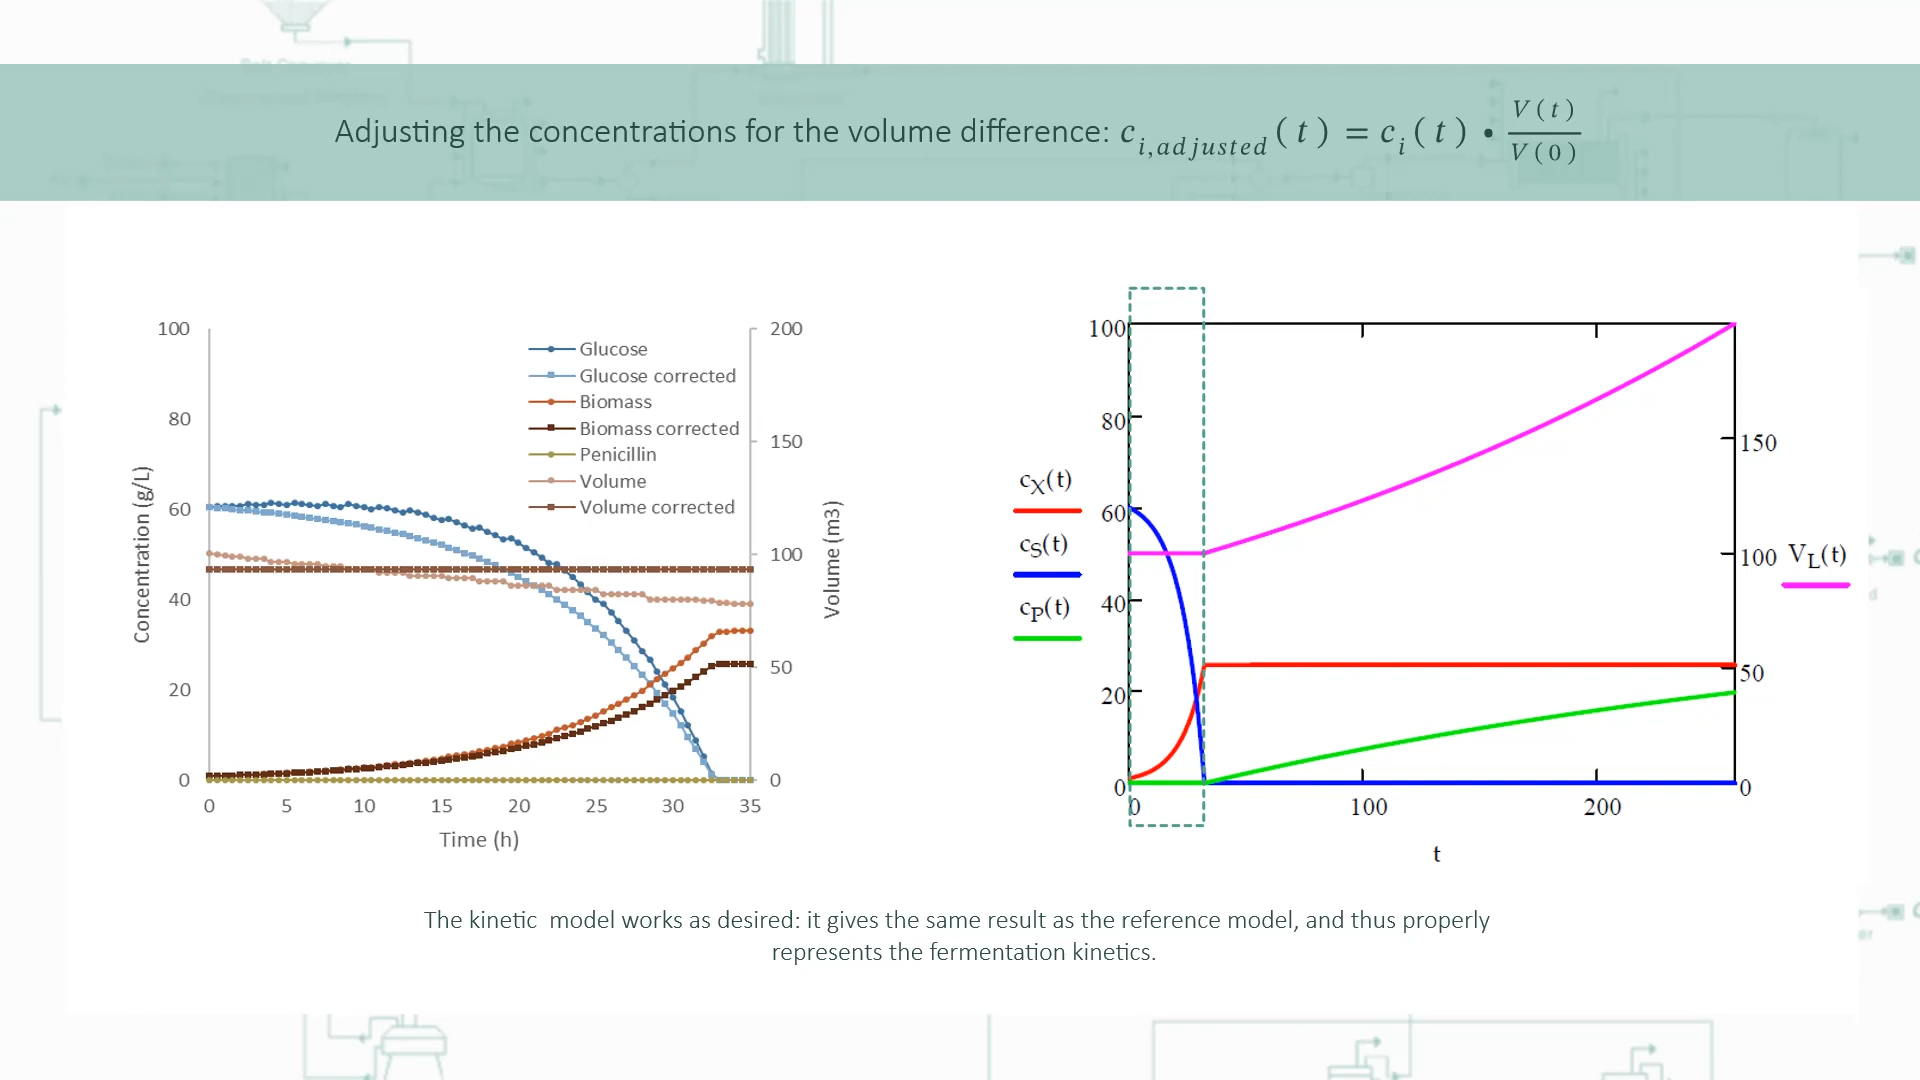 Adjusting the concentrations for the volume difference: c_{i,adjusted}(t) = c_i(t) • V(t)/V(0)
100
80
60
40
20
0
Concentration (g/L)
0 5 10 15 20 25 30 35
Time (h)
200
150
100
50
0
Volume (m3)
Glucose
Glucose corrected
Biomass
Biomass corrected
Penicillin
Volume
Volume corrected
c_X(t)
c_S(t)
c_P(t)
100
80
60
40
20
0
0 100 200
t
150
100
50
0
V_L(t)
The kinetic model works as desired: it gives the same result as the reference model, and thus properly
represents the fermentation kinetics.